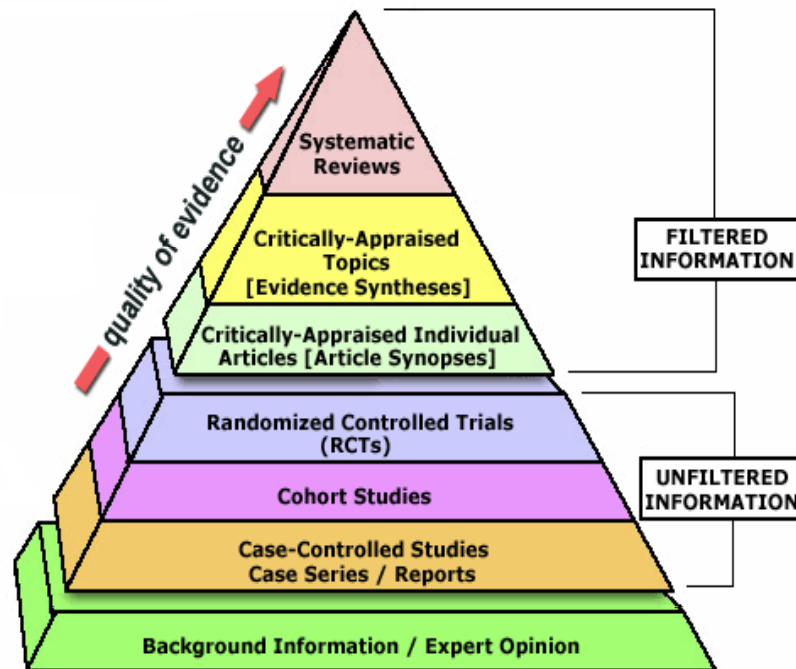 Systematic
Reviews
quality of evidence
Critically-Appraised
Topics
[Evidence Syntheses]
FILTERED
INFORMATION
Critically-Appraised Individual
Articles [Article Synopses]
Randomized Controlled Trials
(RCTs)
Cohort Studies
UNFILTERED
INFORMATION
Case-Controlled Studies
Case Series / Reports
Background Information / Expert Opinion